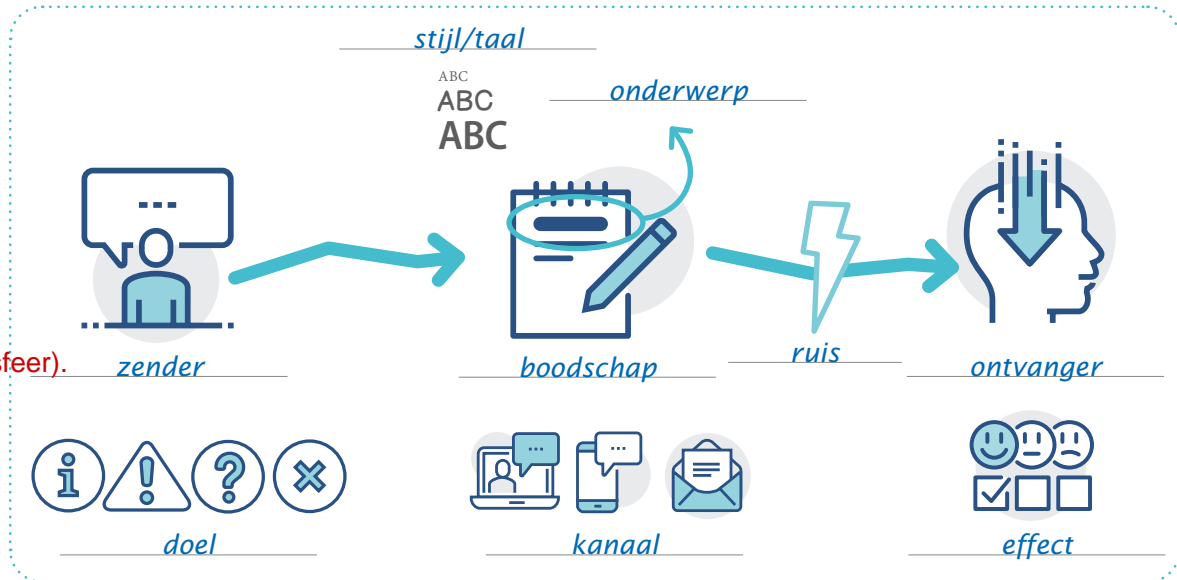 stijl/taal
ABC
ABC
ABC
onderwerp
...
sfeer).
zender
boodschap
ruis
ontvanger
i
!
?
...
...
doel
kanaal
effect